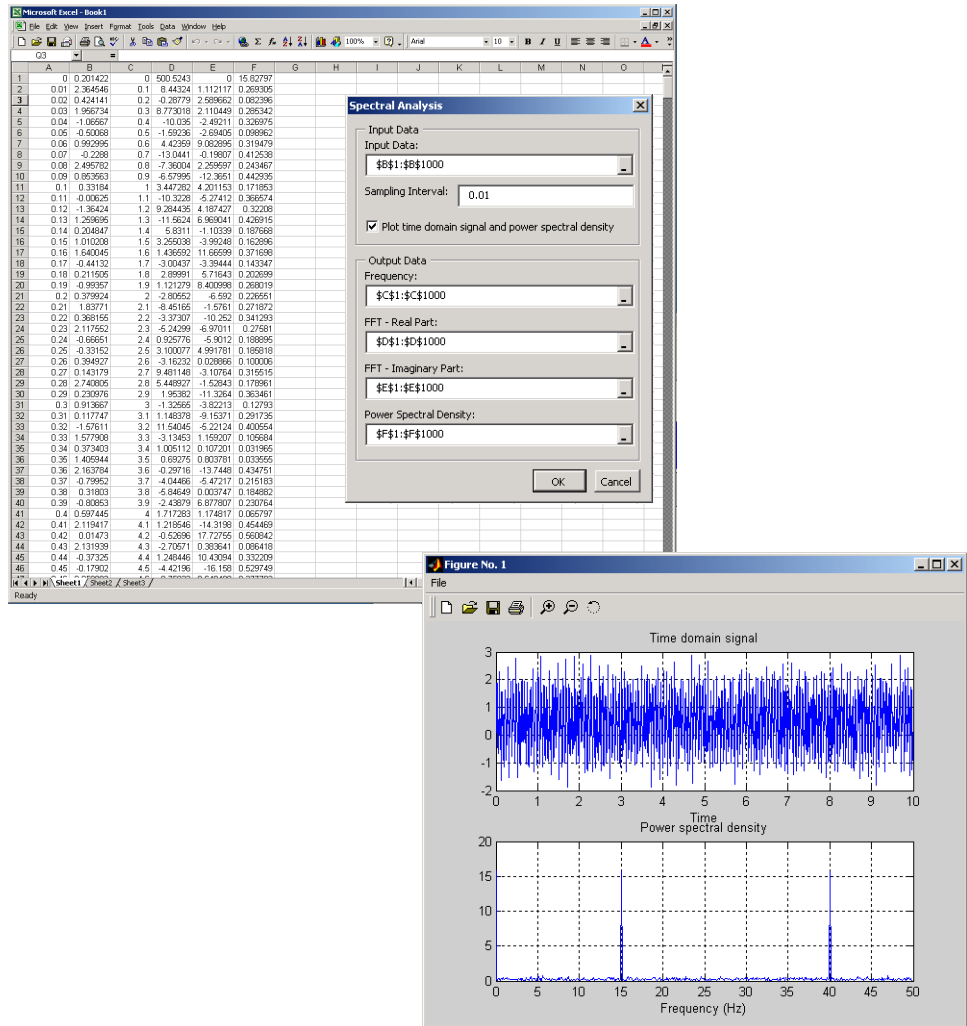 Microsoft Excel - Book1
File Edit View Insert Format Tools Data Window Help
100% Arial 10 B I U
Q3 =
A B C D E F G H I J K L M N O
1 0 0.201422 0 500.5243 0 15.82797
2 0.01 2.364546 0.1 8.44324 1.112117 0.269305
3 0.02 0.424141 0.2 -0.28779 2.589662 0.082396
4 0.03 1.956734 0.3 8.773018 2.110449 0.285342
5 0.04 -1.06567 0.4 -10.035 -2.49211 0.326975
6 0.05 -0.50068 0.5 -1.59236 -2.69405 0.098962
7 0.06 0.992995 0.6 4.42359 9.082895 0.319479
8 0.07 -0.2288 0.7 -13.0441 -0.19807 0.412538
9 0.08 2.495782 0.8 -7.36004 2.259597 0.243467
10 0.09 0.853563 0.9 -6.57995 -12.3651 0.442935
11 0.1 0.33184 1 3.447282 4.201153 0.171853
12 0.11 -0.00625 1.1 -10.3228 -5.27412 0.366574
13 0.12 -1.36424 1.2 9.284435 4.187427 0.32208
14 0.13 1.259695 1.3 -11.5624 6.969041 0.426915
15 0.14 0.204847 1.4 5.8311 -1.10339 0.187668
16 0.15 1.010208 1.5 3.255038 -3.99248 0.162896
17 0.16 1.640045 1.6 1.436592 11.66599 0.371698
18 0.17 -0.44132 1.7 -3.00437 -3.39444 0.143347
19 0.18 0.211505 1.8 2.89991 5.71643 0.202699
20 0.19 -0.99357 1.9 1.121279 8.400998 0.268019
21 0.2 0.379924 2 -2.80552 -6.592 0.226551
22 0.21 1.83771 2.1 -8.45165 -1.5761 0.271872
23 0.22 0.368155 2.2 -3.37307 -10.252 0.341293
24 0.23 2.117552 2.3 -5.24299 -6.97011 0.27581
25 0.24 -0.66651 2.4 0.925776 -5.9012 0.188895
26 0.25 -0.33152 2.5 3.100077 4.991781 0.185818
27 0.26 0.394927 2.6 -3.16232 0.028866 0.100006
28 0.27 0.143179 2.7 9.481148 -3.10764 0.315515
29 0.28 2.740805 2.8 5.448927 -1.52843 0.178961
30 0.29 0.230976 2.9 1.95382 -11.3264 0.363461
31 0.3 0.913667 3 -1.32565 -3.82213 0.12793
32 0.31 0.117747 3.1 1.148378 -9.15371 0.291735
33 0.32 -1.57611 3.2 11.54045 -5.22124 0.400554
34 0.33 1.577908 3.3 -3.13453 1.159207 0.105684
35 0.34 0.373403 3.4 1.005112 0.107201 0.031965
36 0.35 1.405944 3.5 0.69275 0.803781 0.033555
37 0.36 2.163784 3.6 -0.29716 -13.7448 0.434751
38 0.37 -0.79952 3.7 -4.04466 -5.47217 0.215183
39 0.38 0.31803 3.8 -5.84649 0.003747 0.184882
40 0.39 -0.80853 3.9 -2.43879 6.877807 0.230764
41 0.4 0.597445 4 1.717283 1.174817 0.065797
42 0.41 2.119417 4.1 1.218546 -14.3198 0.454469
43 0.42 0.01473 4.2 -0.52696 17.72755 0.560842
44 0.43 2.131939 4.3 -2.70571 0.383641 0.086418
45 0.44 -0.37325 4.4 1.248446 10.43094 0.332209
46 0.45 -0.17902 4.5 -4.42196 -16.158 0.529749
Sheet1 Sheet2 Sheet3
Ready
Spectral Analysis
Input Data
Input Data:
$B$1:$B$1000
Sampling Interval: 0.01
Plot time domain signal and power spectral density
Output Data
Frequency:
$C$1:$C$1000
FFT - Real Part:
$D$1:$D$1000
FFT - Imaginary Part:
$E$1:$E$1000
Power Spectral Density:
$F$1:$F$1000
OK Cancel
Figure No. 1
File
Time domain signal
3
2
1
0
-1
-2
0 1 2 3 4 5 6 7 8 9 10
Time
Power spectral density
20
15
10
5
0
0 5 10 15 20 25 30 35 40 45 50
Frequency (Hz)